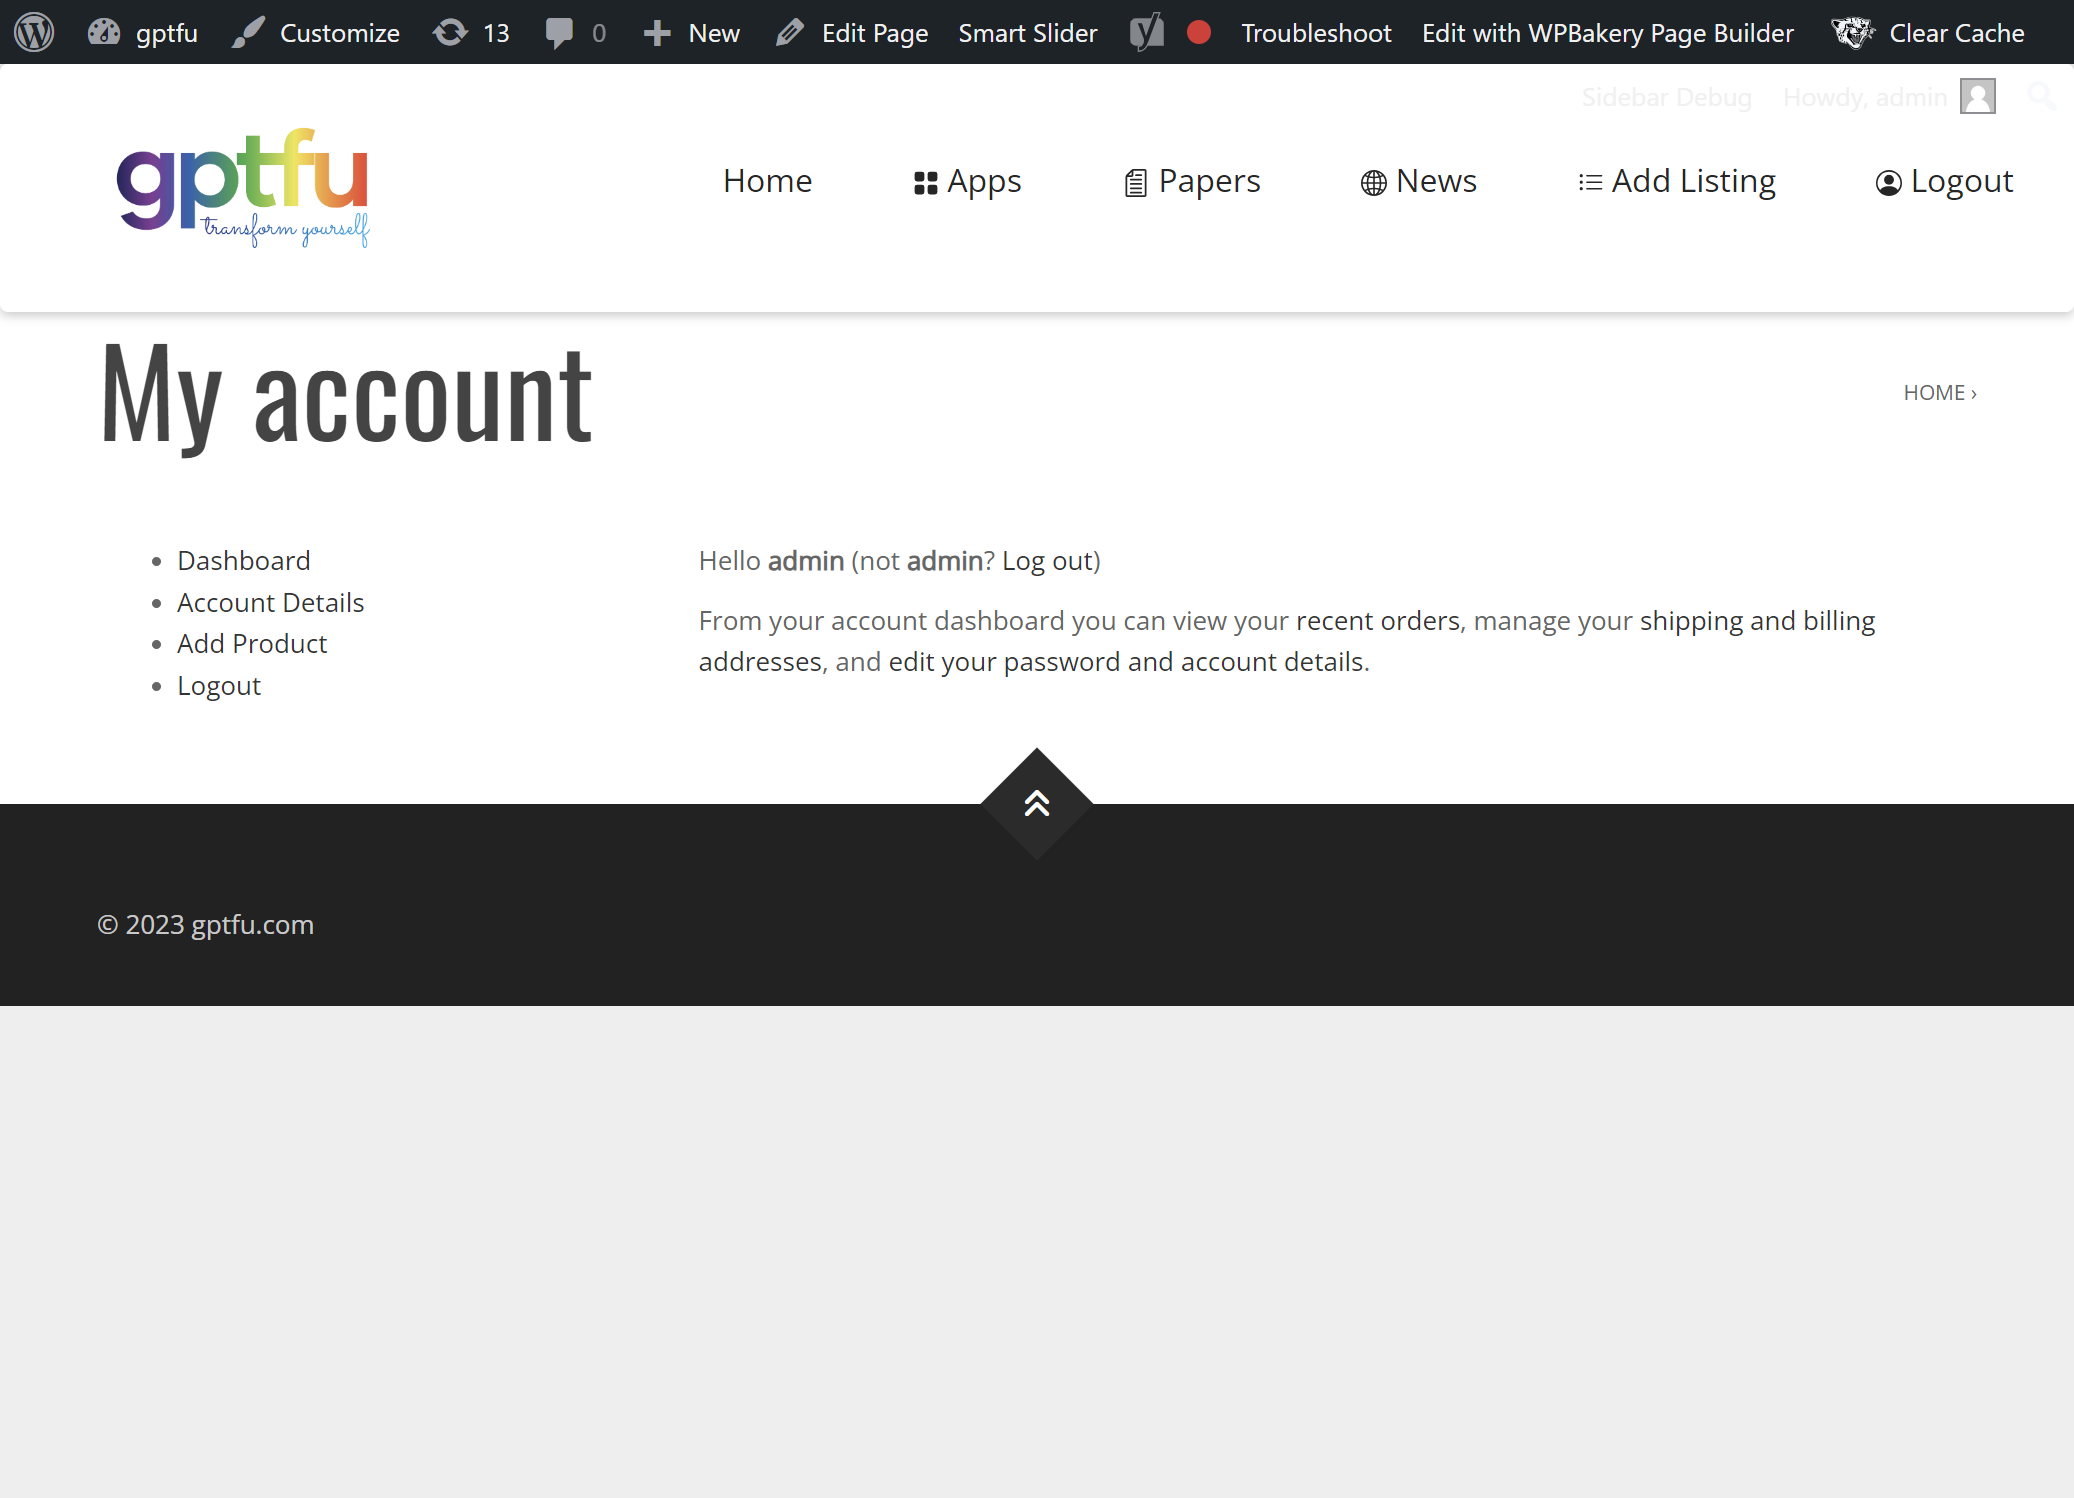 gptfu Customize 13 0 New Edit Page Smart Slider Troubleshoot Edit with WPBakery Page Builder Clear Cache
Sidebar Debug Howdy, admin
gptfu
transform yourself
Home Apps Papers News Add Listing Logout
My account
HOME ›
Dashboard
Account Details
Add Product
Logout
Hello admin (not admin? Log out)
From your account dashboard you can view your recent orders, manage your shipping and billing
addresses, and edit your password and account details.
© 2023 gptfu.com